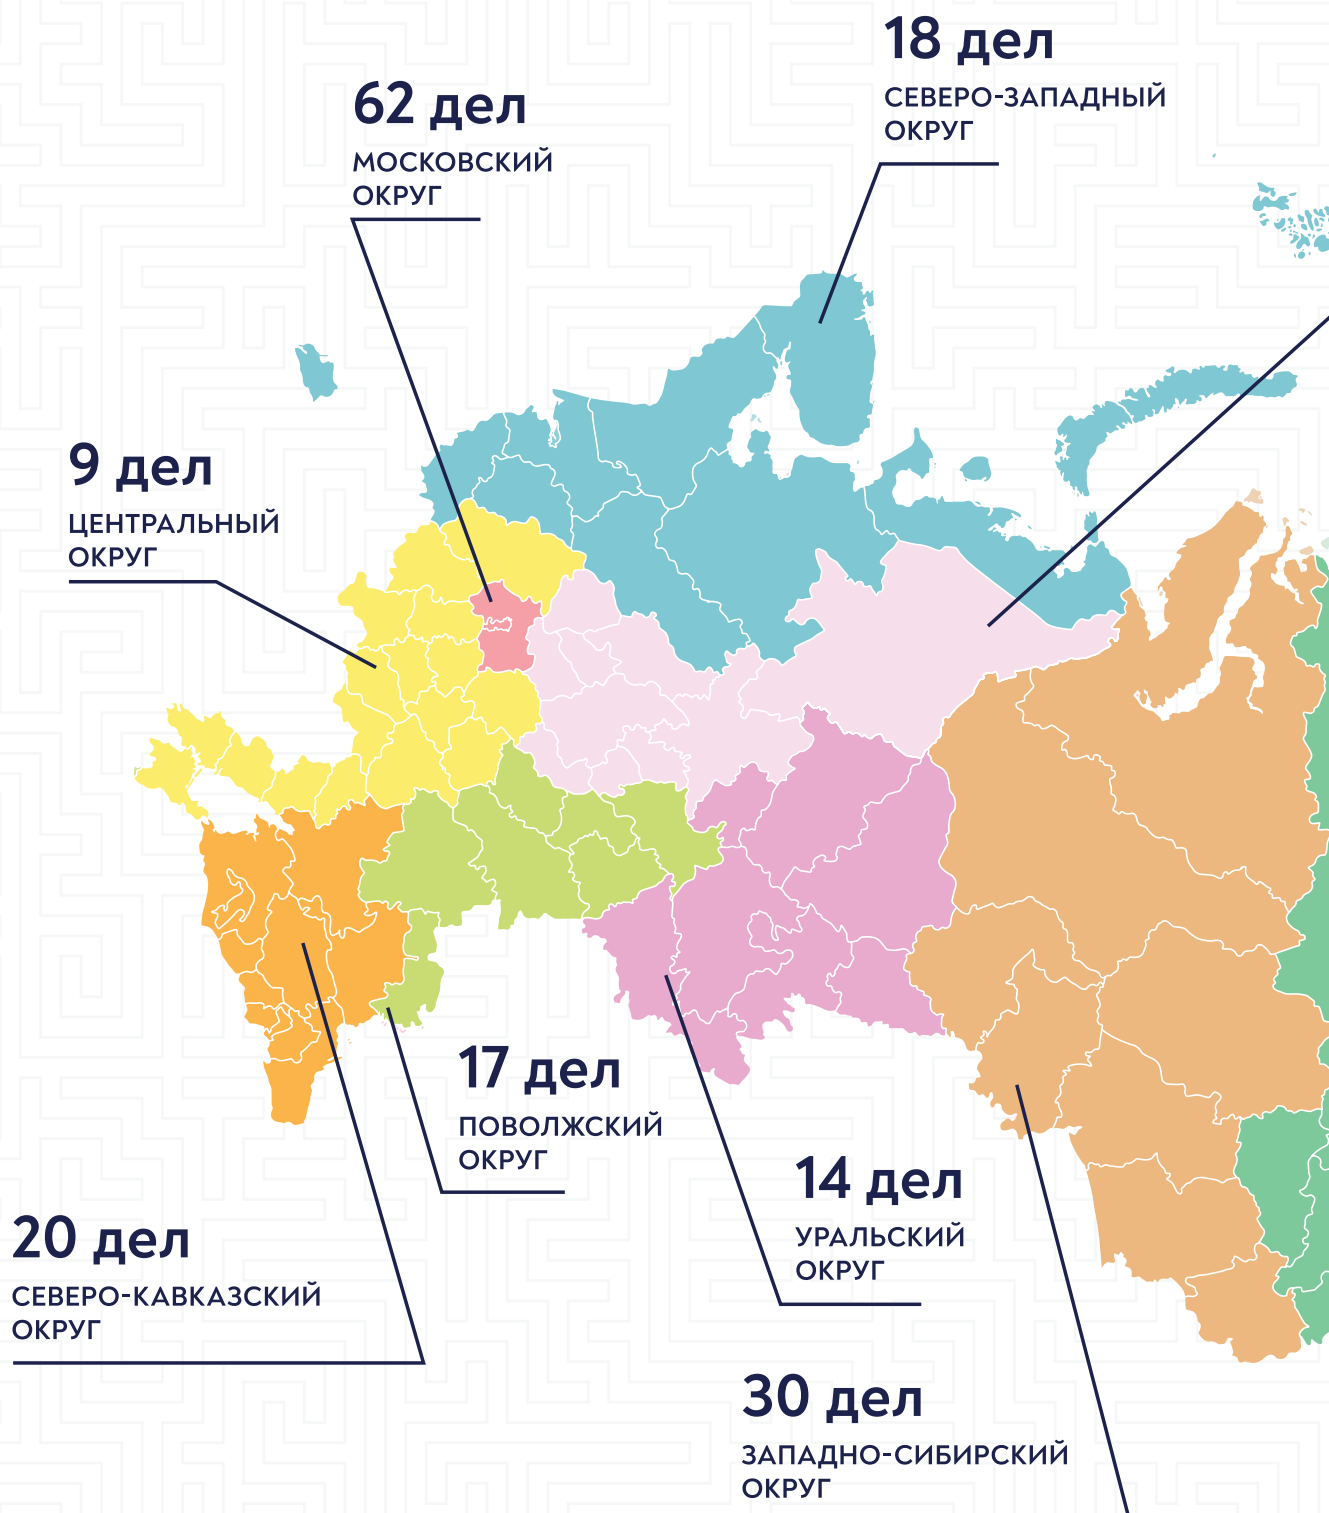 18 дел
СЕВЕРО-ЗАПАДНЫЙ
ОКРУГ
62 дел
МОСКОВСКИЙ
ОКРУГ
9 дел
ЦЕНТРАЛЬНЫЙ
ОКРУГ
17 дел
ПОВОЛЖСКИЙ
ОКРУГ
14 дел
УРАЛЬСКИЙ
ОКРУГ
20 дел
СЕВЕРО-КАВКАЗСКИЙ
ОКРУГ
30 дел
ЗАПАДНО-СИБИРСКИЙ
ОКРУГ